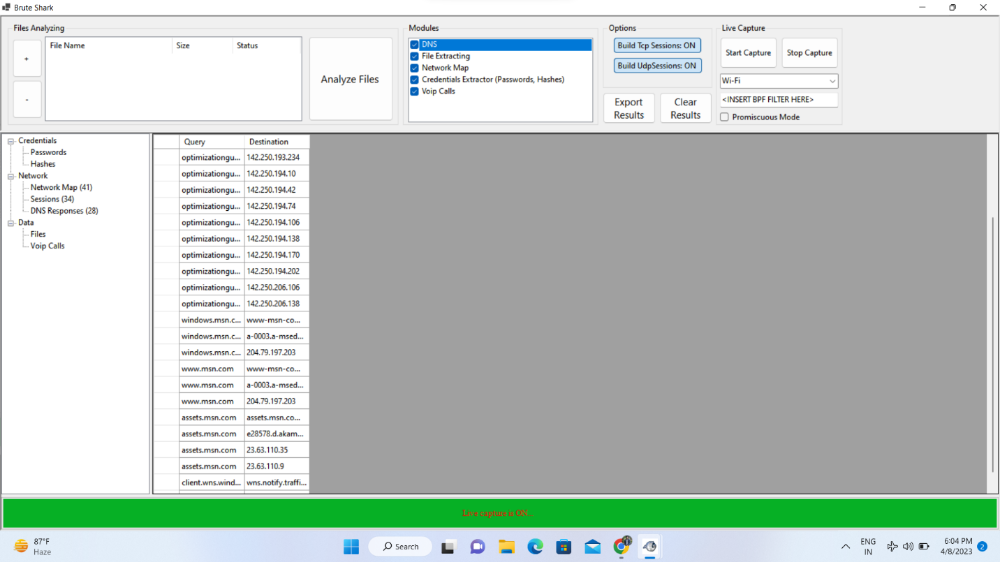 Brute Shark
Files Analyzing
+
-
File Name Size Status
Analyze Files
Modules
DNS
File Extracting
Network Map
Credentials Extractor (Passwords, Hashes)
Voip Calls
Options
Build Tcp Sessions: ON
Build UdpSessions: ON
Export
Results
Clear
Results
Live Capture
Start Capture Stop Capture
Wi-Fi
<INSERT BPF FILTER HERE>
Promiscuous Mode
Credentials
Passwords
Hashes
Network
Network Map (41)
Sessions (34)
DNS Responses (28)
Data
Files
Voip Calls
Query Destination
optimizationgu... 142.250.193.234
optimizationgu... 142.250.194.10
optimizationgu... 142.250.194.42
optimizationgu... 142.250.194.74
optimizationgu... 142.250.194.106
optimizationgu... 142.250.194.138
optimizationgu... 142.250.194.170
optimizationgu... 142.250.194.202
optimizationgu... 142.250.206.106
optimizationgu... 142.250.206.138
windows.msn.c... www-msn-co...
windows.msn.c... a-0003.a-msed...
windows.msn.c... 204.79.197.203
www.msn.com www-msn-co...
www.msn.com a-0003.a-msed...
www.msn.com 204.79.197.203
assets.msn.com assets.msn.co...
assets.msn.com e28578.d.akam...
assets.msn.com 23.63.110.35
assets.msn.com 23.63.110.9
client.wns.wind... wns.notify.traffi...
Live capture is ON...
87°F
Haze
Search
ENG
IN
6:04 PM
4/8/2023
2